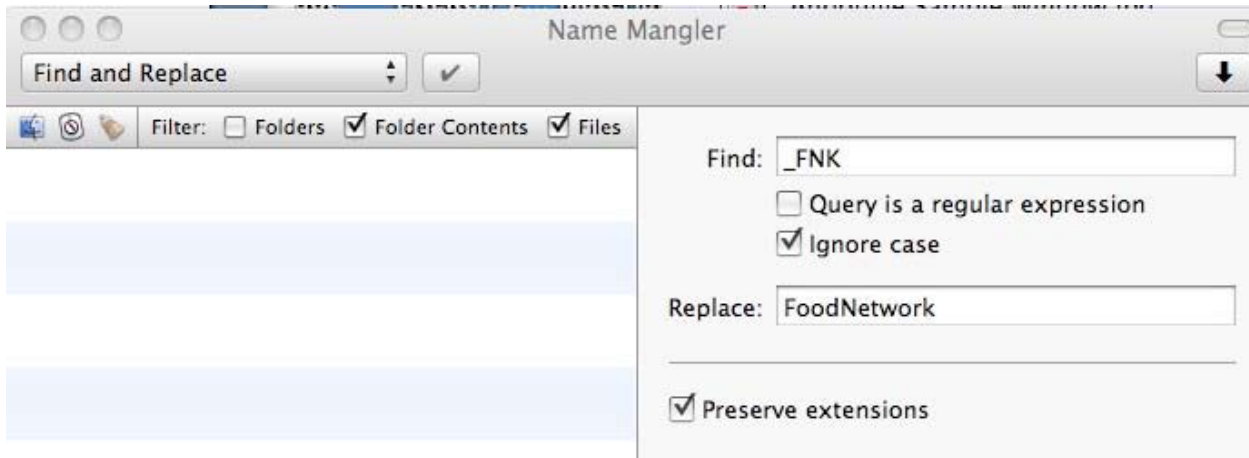 Name Mangler
Find and Replace
Filter: Folders Folder Contents Files
Find: _FNK
Query is a regular expression
Ignore case
Replace: FoodNetwork
Preserve extensions